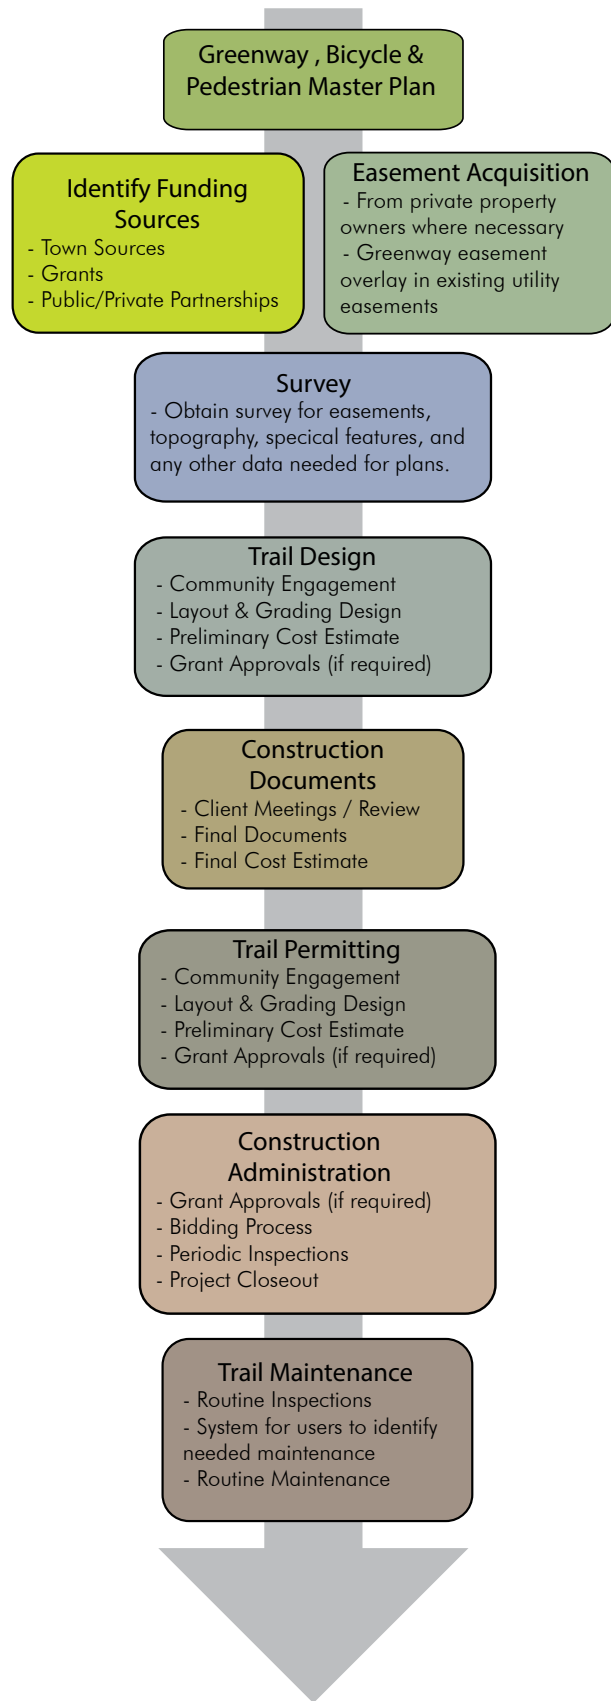 Greenway , Bicycle &
Pedestrian Master Plan
Identify Funding
Sources
- Town Sources
- Grants
- Public/Private Partnerships
Easement Acquisition
- From private property
owners where necessary
- Greenway easement
overlay in existing utility
easements
Survey
- Obtain survey for easements,
topography, specical features, and
any other data needed for plans.
Trail Design
- Community Engagement
- Layout & Grading Design
- Preliminary Cost Estimate
- Grant Approvals (if required)
Construction
Documents
- Client Meetings / Review
- Final Documents
- Final Cost Estimate
Trail Permitting
- Community Engagement
- Layout & Grading Design
- Preliminary Cost Estimate
- Grant Approvals (if required)
Construction
Administration
- Grant Approvals (if required)
- Bidding Process
- Periodic Inspections
- Project Closeout
Trail Maintenance
- Routine Inspections
- System for users to identify
needed maintenance
- Routine Maintenance